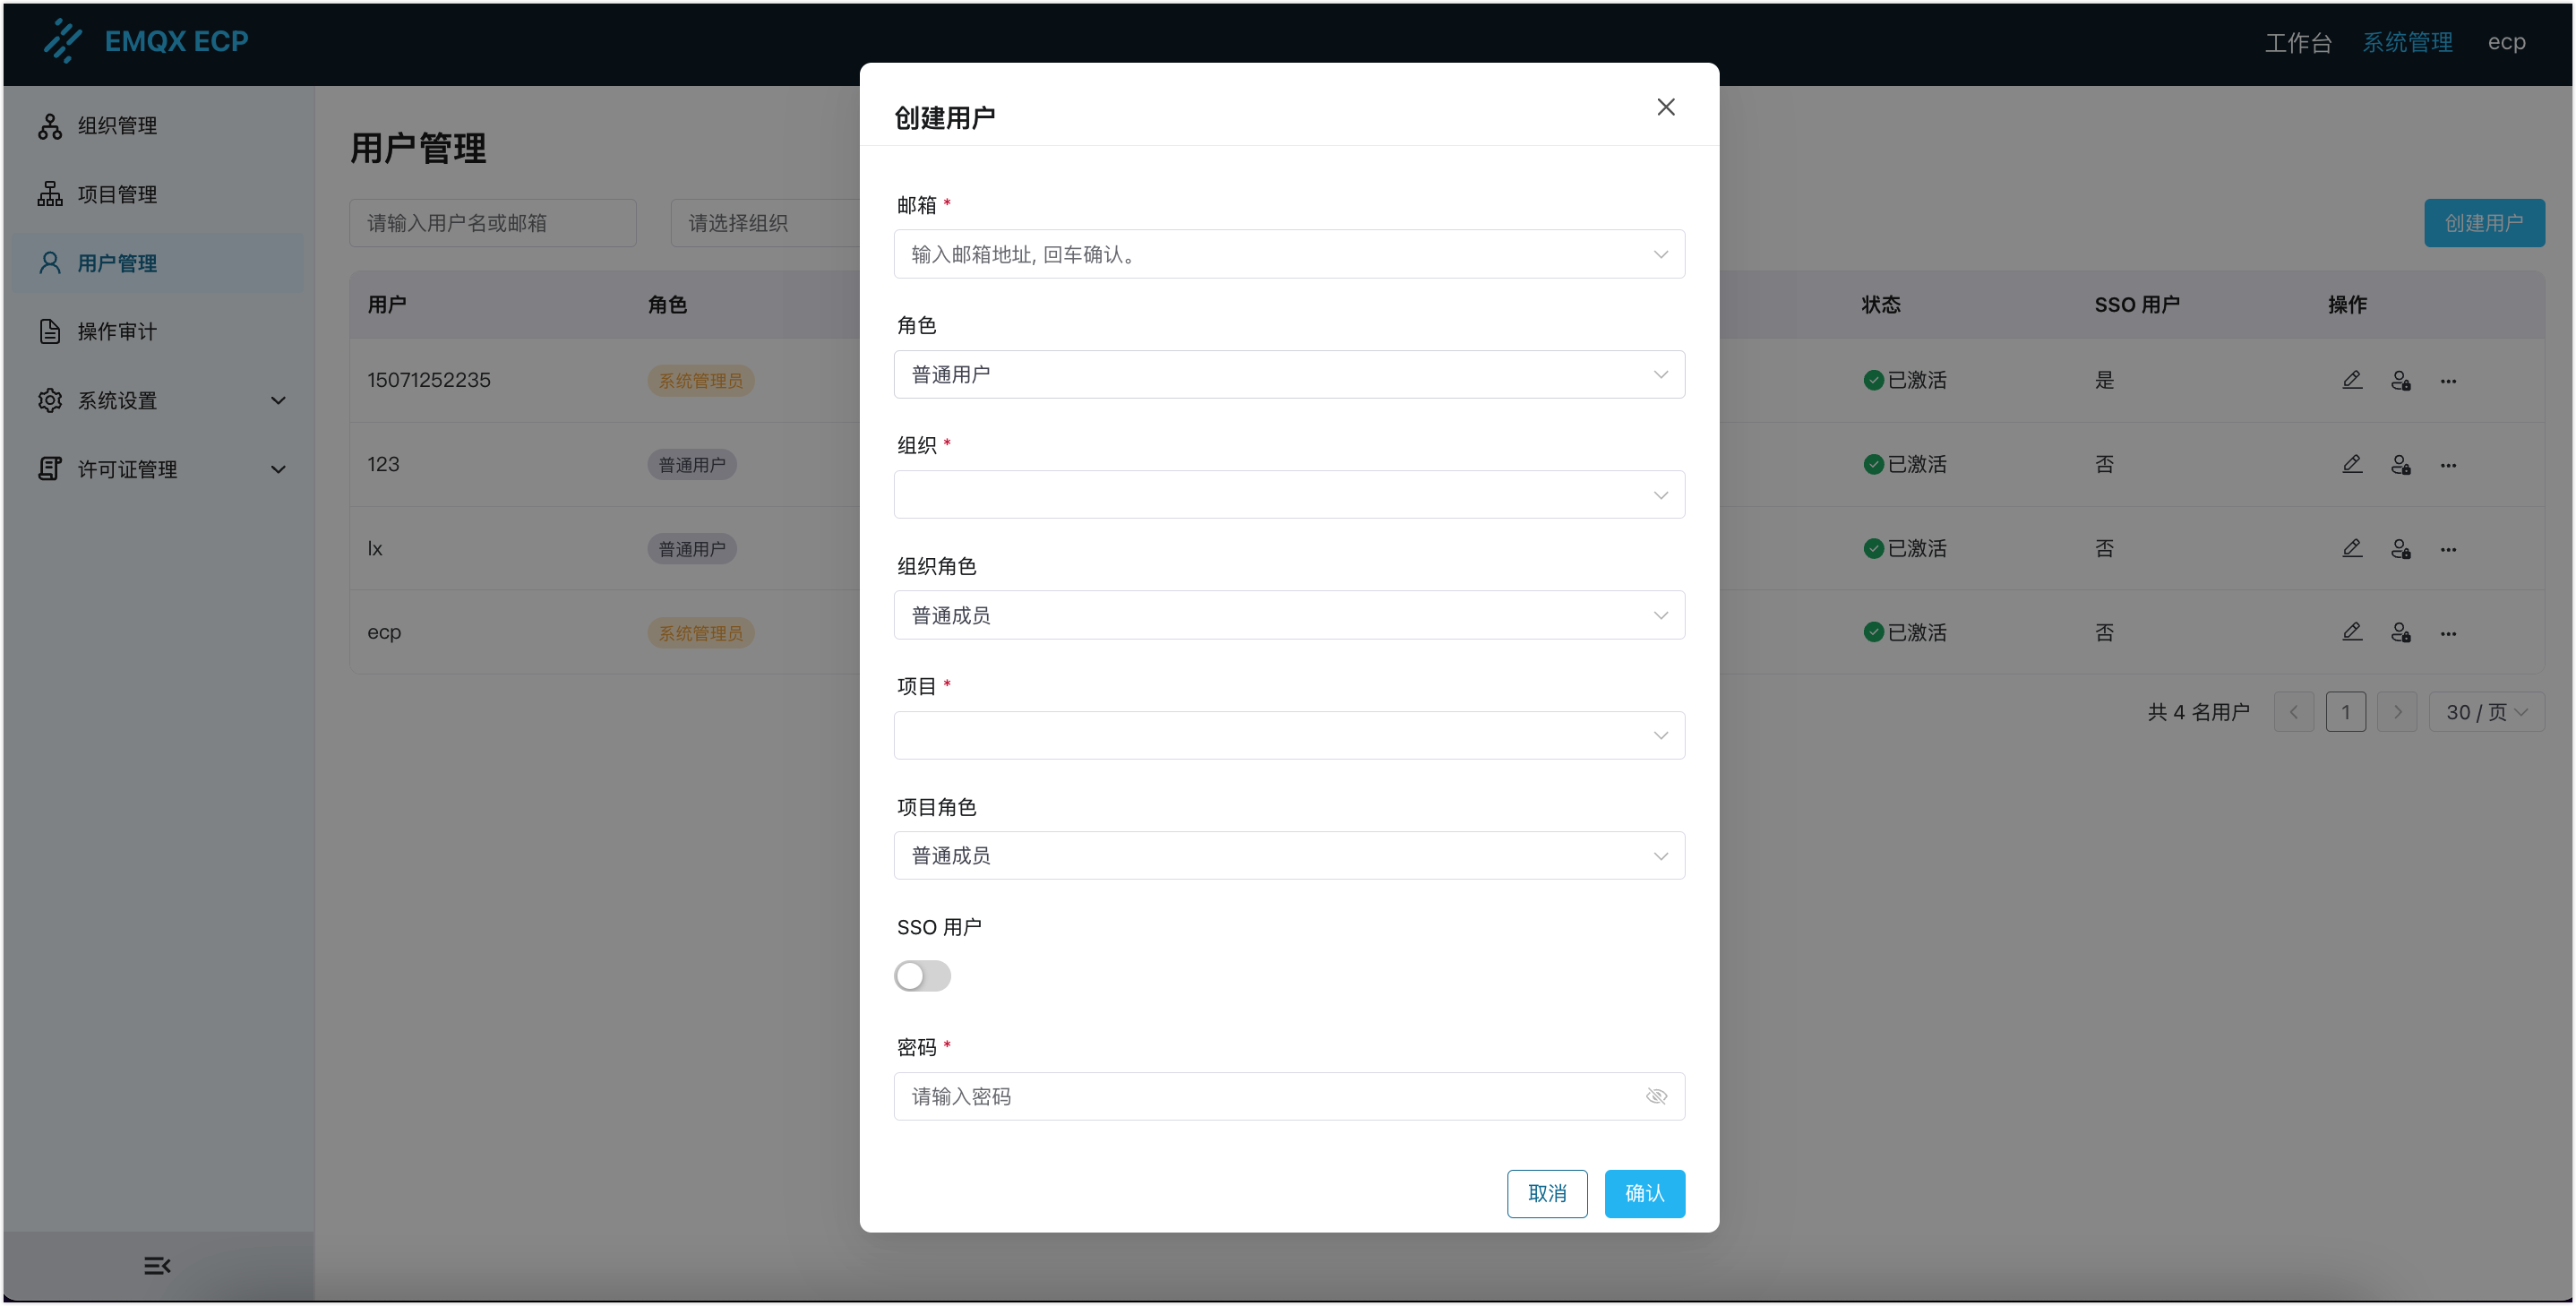 EMQX ECP
工作台 系统管理 ecp
组织管理
项目管理
用户管理
操作审计
系统设置
许可证管理
用户管理
请输入用户名或邮箱 请选择组织 创建用户
用户 角色 状态 SSO 用户 操作
15071252235 系统管理员 已激活 是
123 普通用户 已激活 否
lx 普通用户 已激活 否
ecp 系统管理员 已激活 否
共 4 名用户 1 30 / 页
创建用户
邮箱 *
输入邮箱地址, 回车确认。
角色
普通用户
组织 *
组织角色
普通成员
项目 *
项目角色
普通成员
SSO 用户
密码 *
请输入密码
取消 确认